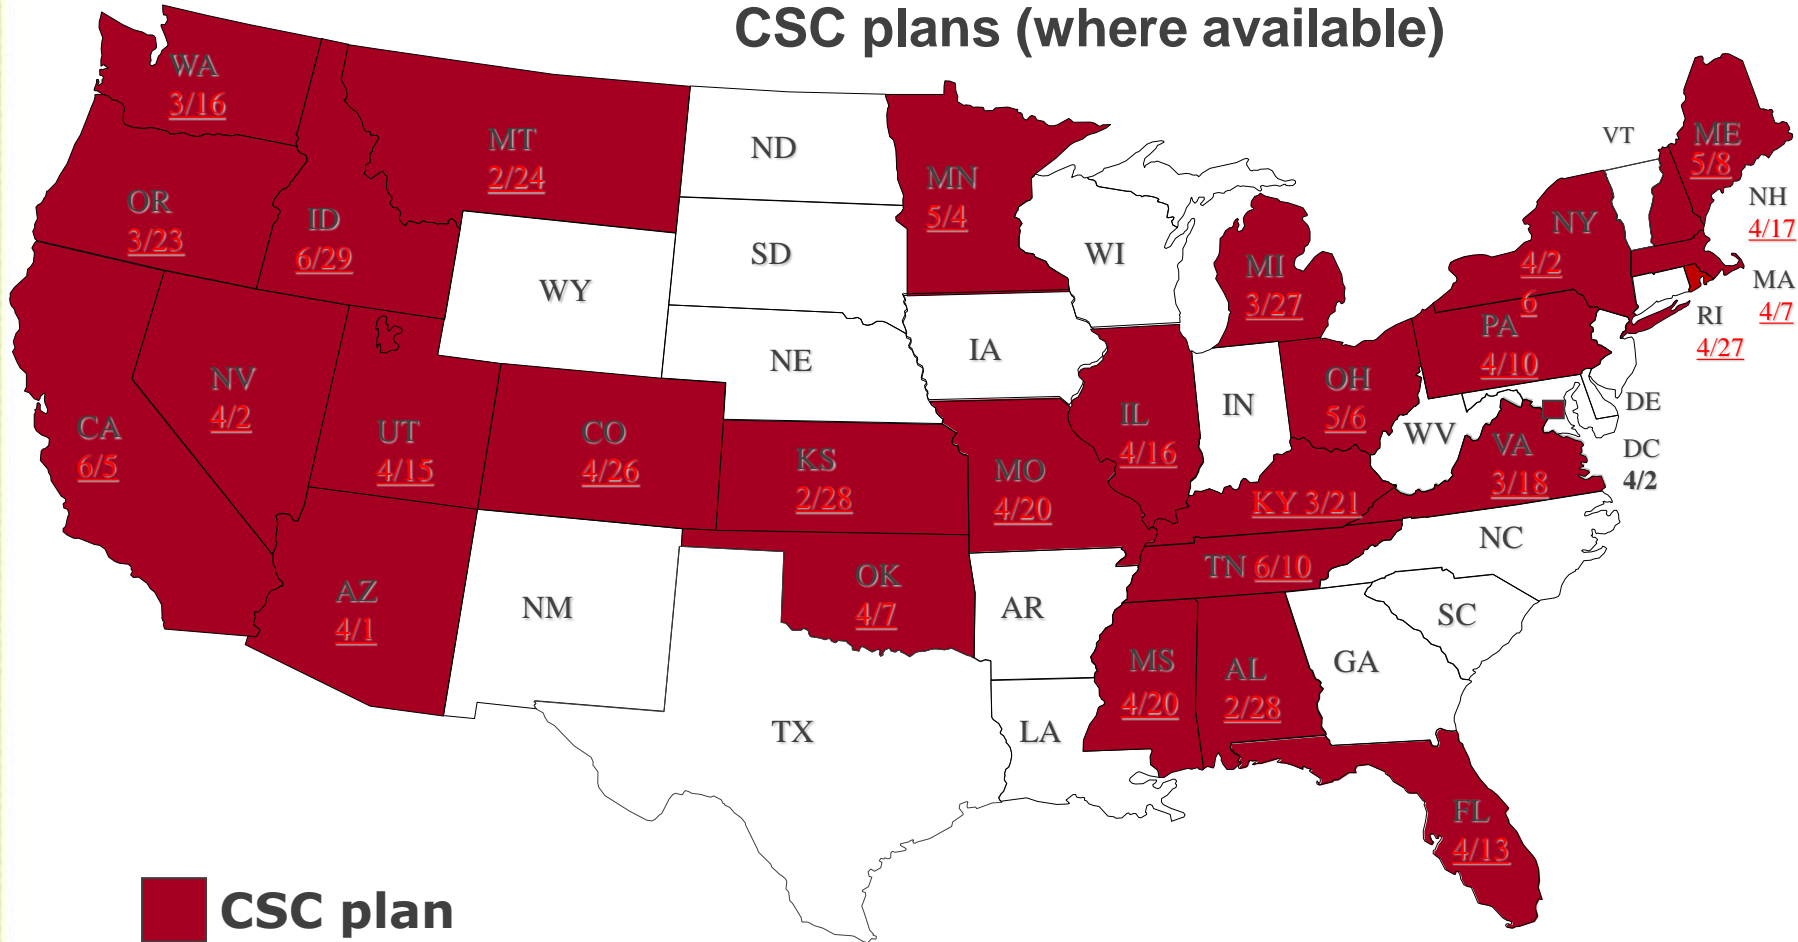 CSC plans (where available)
WA
3/16
MT
2/24
ND
MN
5/4
VT
ME
5/8
OR
3/23
ID
6/29
SD
WI
MI
3/27
NY
4/2
6
NH
4/17
WY
MA
4/7
RI
4/27
NE
IA
PA
4/10
NV
4/2
CA
6/5
UT
4/15
CO
4/26
KS
2/28
MO
4/20
IL
4/16
IN
OH
5/6
WV
VA
3/18
DE
DC
4/2
KY 3/21
NC
TN 6/10
AZ
4/1
NM
OK
4/7
AR
SC
MS
4/20
AL
2/28
GA
TX
LA
FL
4/13
CSC plan